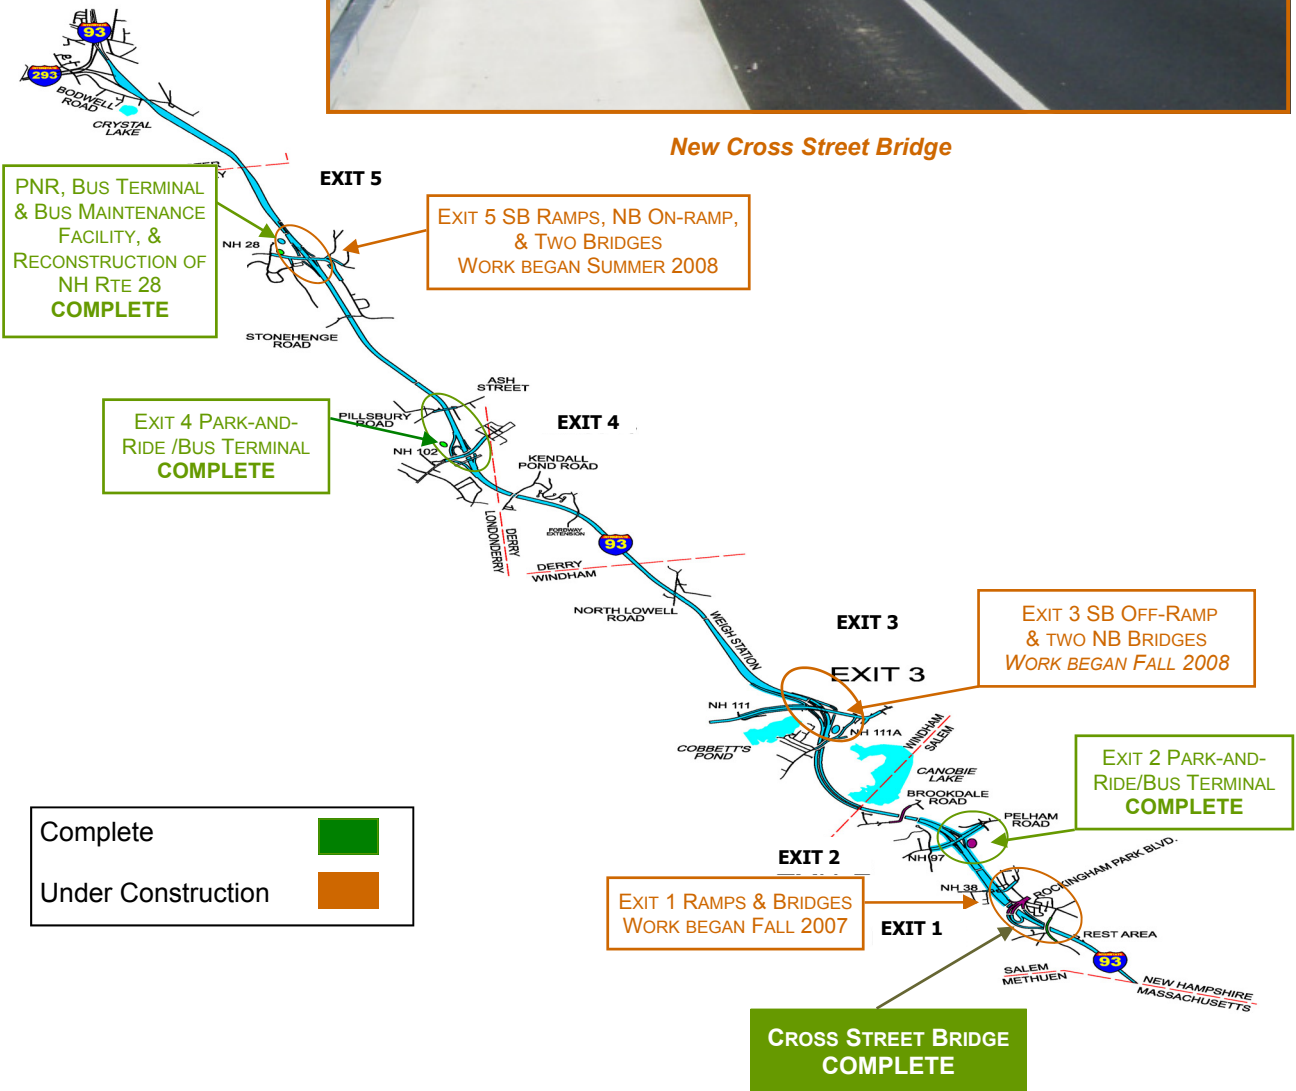 New Cross Street Bridge
93
293
BODWELL
ROAD
CRYSTAL
LAKE
EXIT 5
PNR, BUS TERMINAL
& BUS MAINTENANCE
FACILITY, &
RECONSTRUCTION OF
NH RTE 28
COMPLETE
EXIT 5 SB RAMPS, NB ON-RAMP,
& TWO BRIDGES
WORK BEGAN SUMMER 2008
NH 28
STONEHENGE
ROAD
ASH
STREET
EXIT 4 PARK-AND-
RIDE /BUS TERMINAL
COMPLETE
PILLSBURY
ROAD
EXIT 4
NH 102
KENDALL
POND ROAD
LONDONDERRY
DERRY
FORDWAY
EXTENSION
93
DERRY
WINDHAM
NORTH LOWELL
ROAD
WEIGH STATION
EXIT 3
EXIT 3
EXIT 3 SB OFF-RAMP
& TWO NB BRIDGES
WORK BEGAN FALL 2008
NH 111
NH 111A
COBBETT'S
POND
WINDHAM
SALEM
CANOBIE
LAKE
BROOKDALE
ROAD
EXIT 2 PARK-AND-
RIDE/BUS TERMINAL
COMPLETE
PELHAM
ROAD
EXIT 2
NH 97
NH 38
ROCKINGHAM PARK BLVD.
EXIT 1 RAMPS & BRIDGES
WORK BEGAN FALL 2007
EXIT 1
REST AREA
93
SALEM
METHUEN
NEW HAMPSHIRE
MASSACHUSETTS
CROSS STREET BRIDGE
COMPLETE
Complete
Under Construction